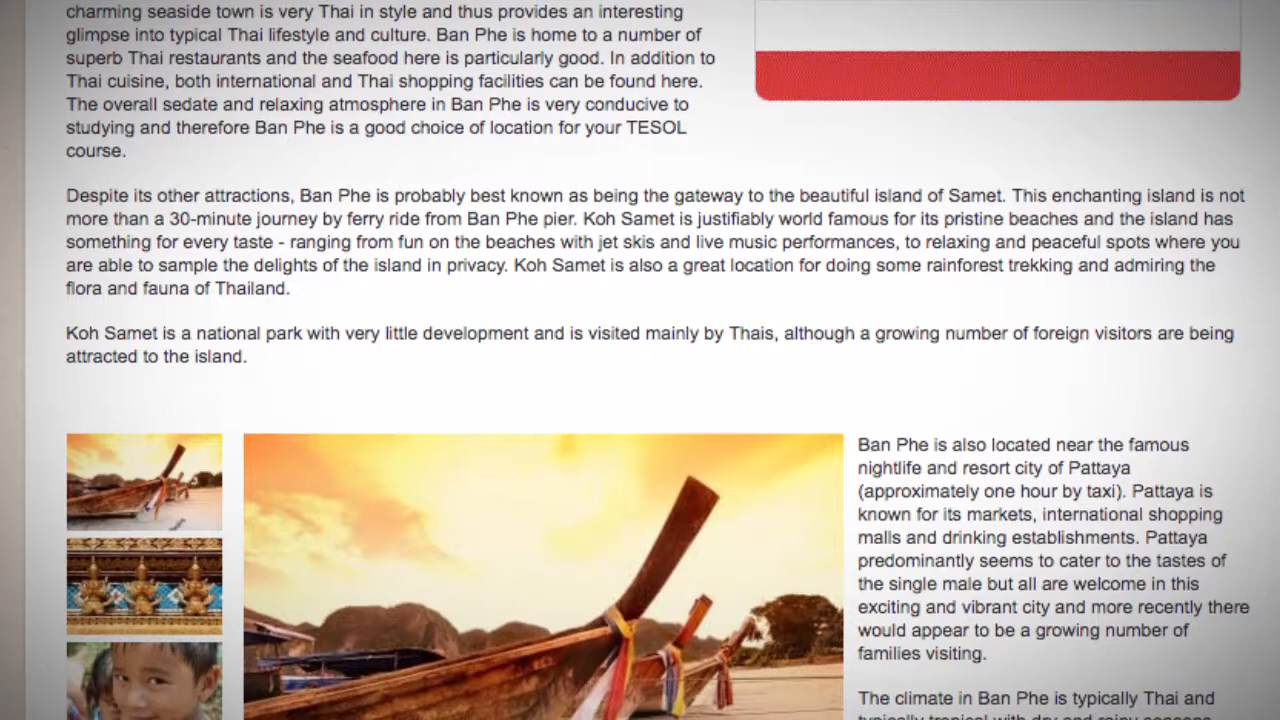 charming seaside town is very Thai in style and thus provides an interesting
glimpse into typical Thai lifestyle and culture. Ban Phe is home to a number of
superb Thai restaurants and the seafood here is particularly good. In addition to
Thai cuisine, both international and Thai shopping facilities can be found here.
The overall sedate and relaxing atmosphere in Ban Phe is very conducive to
studying and therefore Ban Phe is a good choice of location for your TESOL
course.
Despite its other attractions, Ban Phe is probably best known as being the gateway to the beautiful island of Samet. This enchanting island is not
more than a 30-minute journey by ferry ride from Ban Phe pier. Koh Samet is justifiably world famous for its pristine beaches and the island has
something for every taste - ranging from fun on the beaches with jet skis and live music performances, to relaxing and peaceful spots where you
are able to sample the delights of the island in privacy. Koh Samet is also a great location for doing some rainforest trekking and admiring the
flora and fauna of Thailand.
Koh Samet is a national park with very little development and is visited mainly by Thais, although a growing number of foreign visitors are being
attracted to the island.
Ban Phe is also located near the famous
nightlife and resort city of Pattaya
(approximately one hour by taxi). Pattaya is
known for its markets, international shopping
malls and drinking establishments. Pattaya
predominantly seems to cater to the tastes of
the single male but all are welcome in this
exciting and vibrant city and more recently there
would appear to be a growing number of
families visiting.
The climate in Ban Phe is typically Thai and
typically tropical with dry and rainy seasons